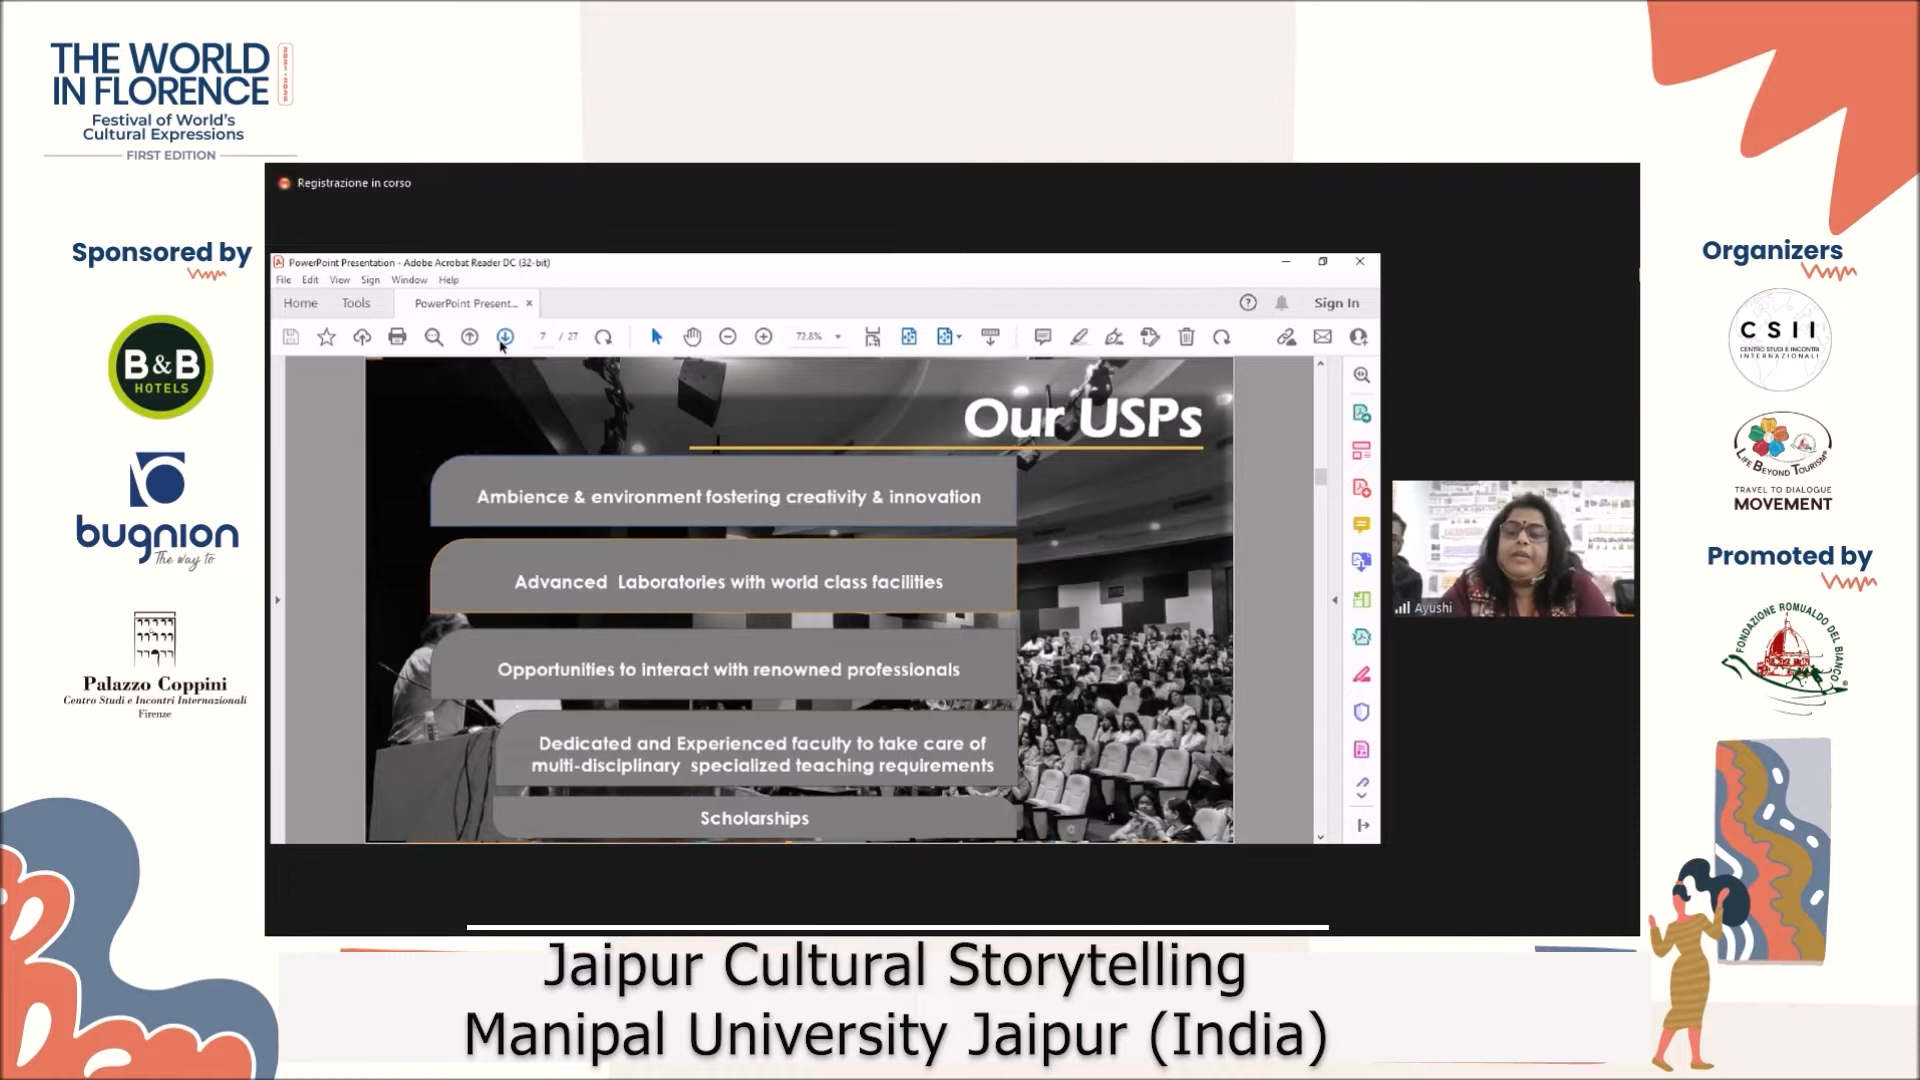 THE WORLD
IN FLORENCE
2021-2025
Festival of World's
Cultural Expressions
FIRST EDITION
Sponsored by
B&B
HOTELS
bugnion
The way to
Palazzo Coppini
Centro Studi e Incontri Internazionali
Firenze
Registrazione in corso
PowerPoint Presentation - Adobe Acrobat Reader DC (32-bit)
File Edit View Sign Window Help
Home Tools PowerPoint Present... ×
Sign In
7 / 27
72.8%
Our USPs
Ambience & environment fostering creativity & innovation
Advanced Laboratories with world class facilities
Opportunities to interact with renowned professionals
Dedicated and Experienced faculty to take care of
multi-disciplinary specialized teaching requirements
Scholarships
Ayushi
Organizers
CSII
CENTRO STUDI E INCONTRI
INTERNAZIONALI
LIFE BEYOND TOURISM®
TRAVEL TO DIALOGUE
MOVEMENT
Promoted by
FONDAZIONE ROMUALDO DEL BIANCO®
Jaipur Cultural Storytelling
Manipal University Jaipur (India)